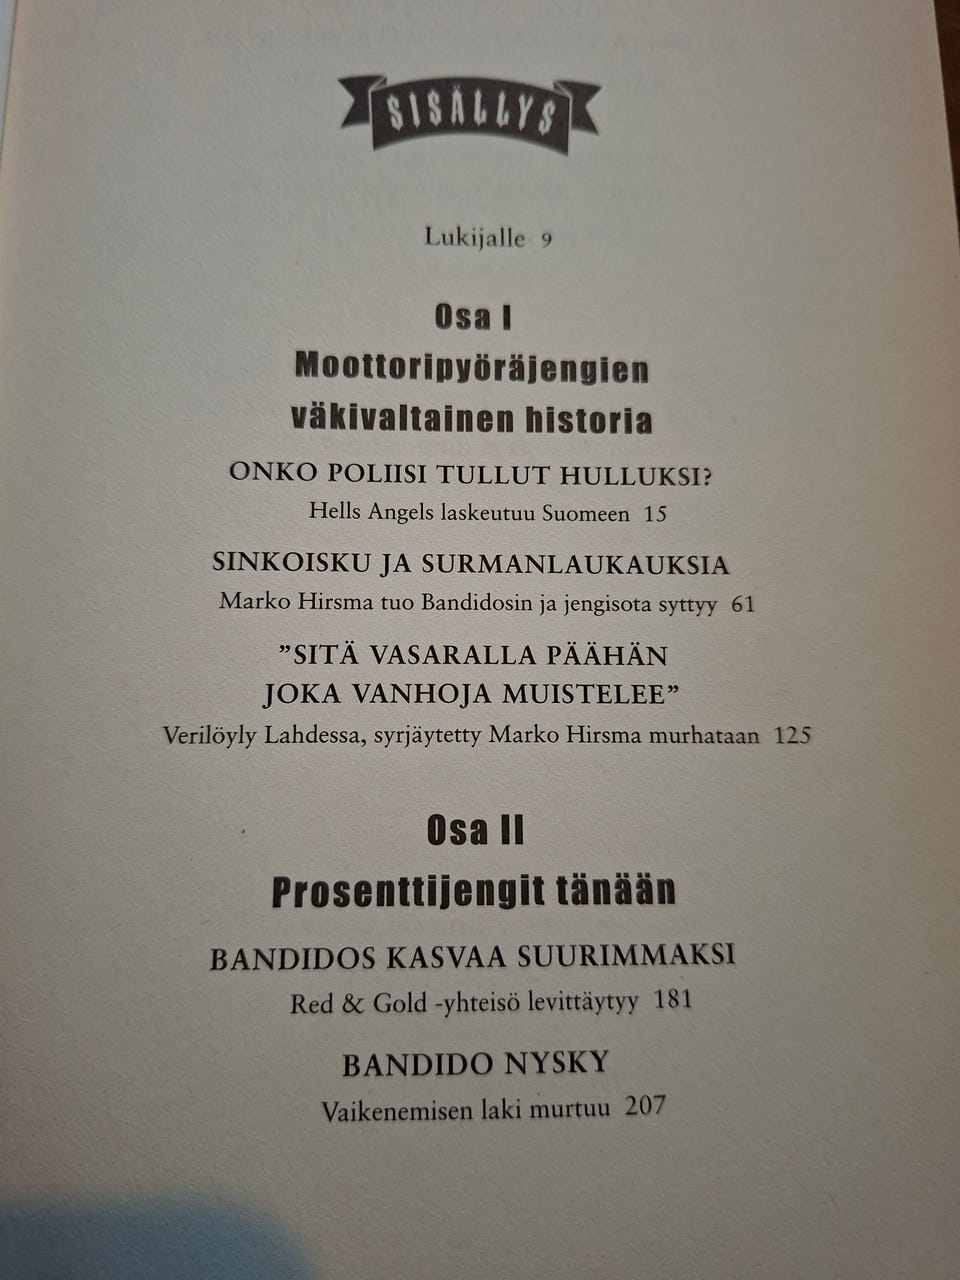 SISÄLLYS
Lukijalle 9
Osa I
Moottoripyöräjengien
väkivaltainen historia
ONKO POLIISI TULLUT HULLUKSI?
Hells Angels laskeutuu Suomeen 15
SINKOISKU JA SURMANLAUKAUKSIA
Marko Hirsma tuo Bandidosin ja jengisota syttyy 61
”SITÄ VASARALLA PÄÄHÄN
JOKA VANHOJA MUISTELEE”
Verilöyly Lahdessa, syrjäytetty Marko Hirsma murhataan 125
Osa II
Prosenttijengit tänään
BANDIDOS KASVAA SUURIMMAKSI
Red & Gold -yhteisö levittäytyy 181
BANDIDO NYSKY
Vaikenemisen laki murtuu 207